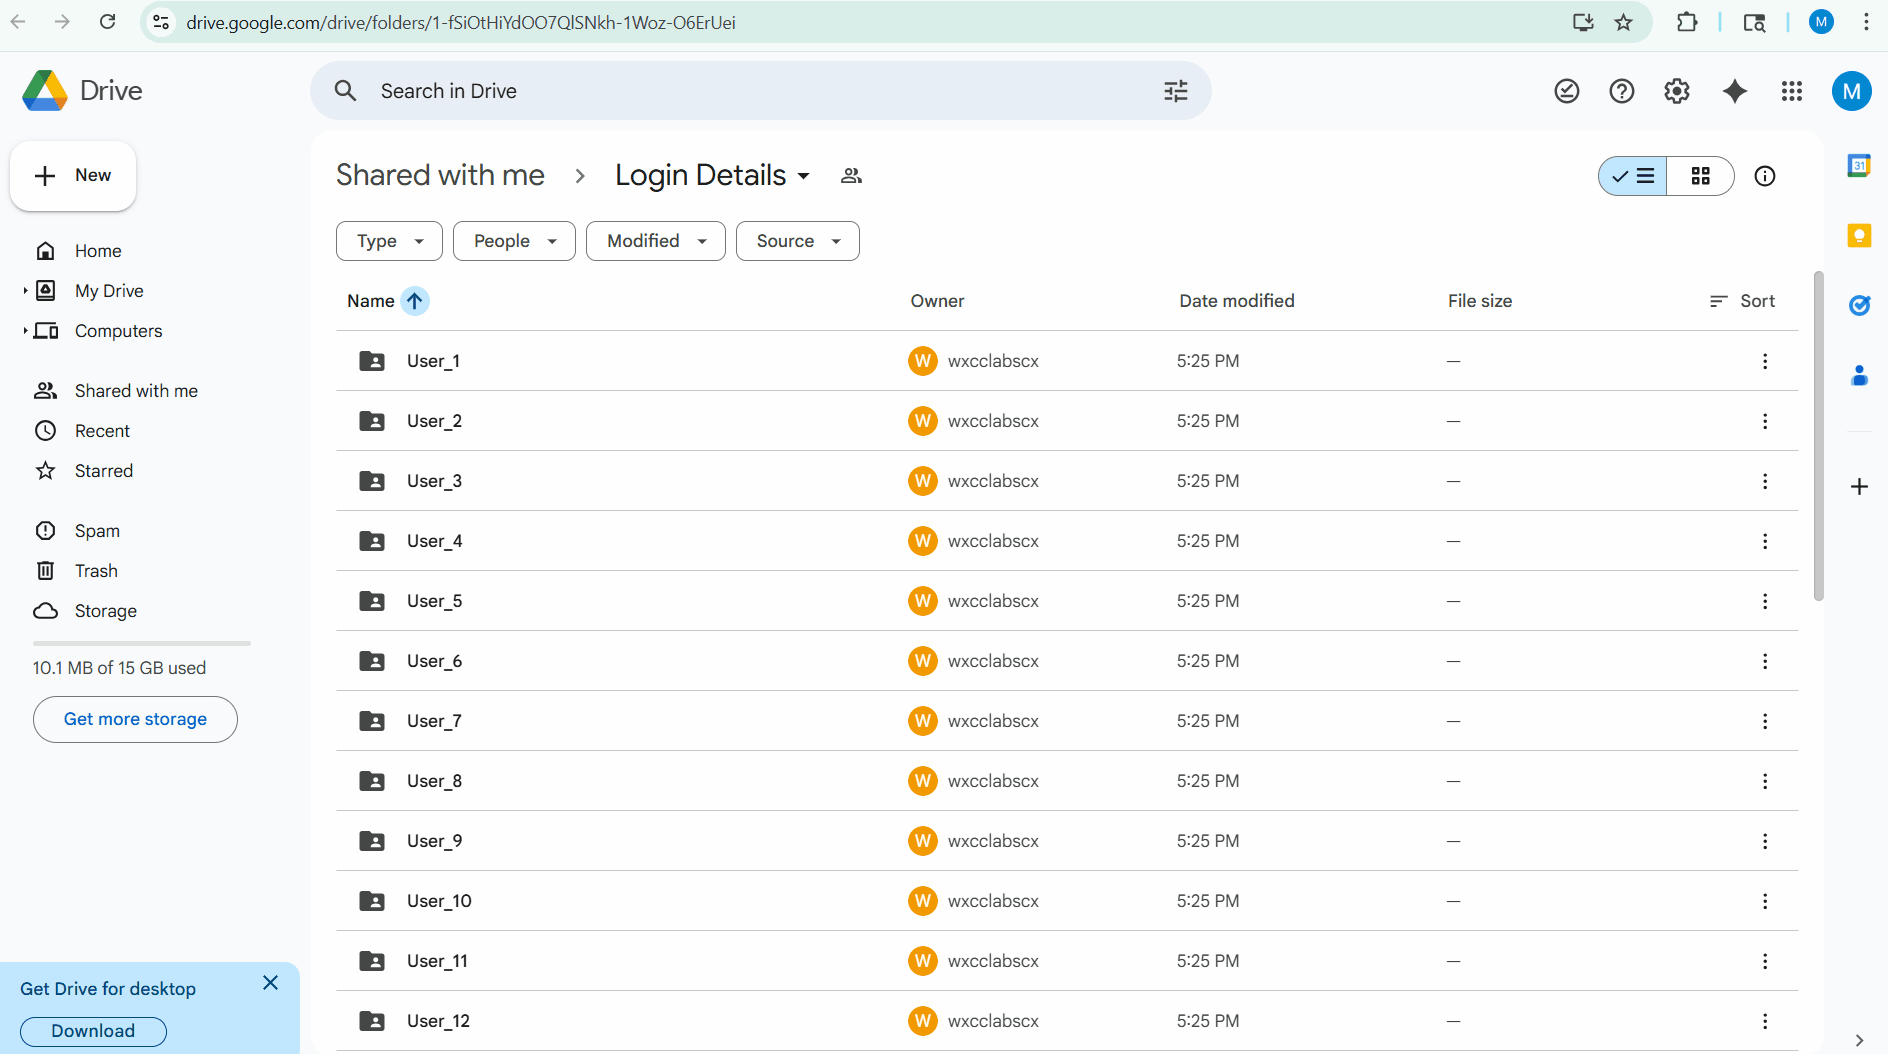 drive.google.com/drive/folders/1-fSiOtHiYdOO7QlSNkh-1Woz-O6ErUei
M
Drive
Search in Drive
M
New
Shared with me
Login Details
Home
My Drive
Computers
Shared with me
Recent
Starred
Spam
Trash
Storage
10.1 MB of 15 GB used
Get more storage
Get Drive for desktop
Download
Type
People
Modified
Source
Name Owner Date modified File size Sort
User_1 W wxcclabscx 5:25 PM —
User_2 W wxcclabscx 5:25 PM —
User_3 W wxcclabscx 5:25 PM —
User_4 W wxcclabscx 5:25 PM —
User_5 W wxcclabscx 5:25 PM —
User_6 W wxcclabscx 5:25 PM —
User_7 W wxcclabscx 5:25 PM —
User_8 W wxcclabscx 5:25 PM —
User_9 W wxcclabscx 5:25 PM —
User_10 W wxcclabscx 5:25 PM —
User_11 W wxcclabscx 5:25 PM —
User_12 W wxcclabscx 5:25 PM —
31